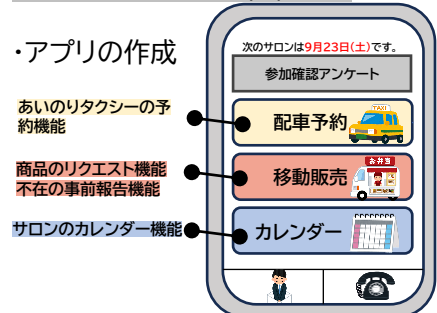 ・アプリの作成
次のサロンは9月23日(土)です。
参加確認アンケート
あいのりタクシーの予
約機能
配車予約
TAXI
商品のリクエスト機能
不在の事前報告機能
移動販売
お弁当
サロンのカレンダー機能
カレンダー